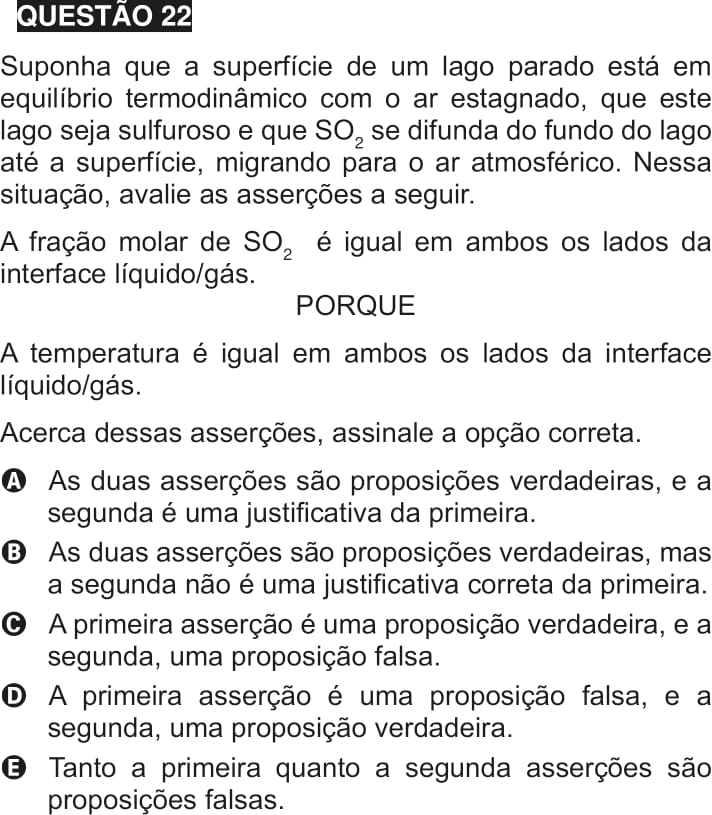 QUESTÃO 22
Suponha que a superfície de um lago parado está em
equilíbrio termodinâmico com o ar estagnado, que este
lago seja sulfuroso e que SO2 se difunda do fundo do lago
até a superfície, migrando para o ar atmosférico. Nessa
situação, avalie as asserções a seguir.
A fração molar de SO2 é igual em ambos os lados da
interface líquido/gás.
PORQUE
A temperatura é igual em ambos os lados da interface
líquido/gás.
Acerca dessas asserções, assinale a opção correta.
A As duas asserções são proposições verdadeiras, e a
segunda é uma justificativa da primeira.
B As duas asserções são proposições verdadeiras, mas
a segunda não é uma justificativa correta da primeira.
C A primeira asserção é uma proposição verdadeira, e a
segunda, uma proposição falsa.
D A primeira asserção é uma proposição falsa, e a
segunda, uma proposição verdadeira.
E Tanto a primeira quanto a segunda asserções são
proposições falsas.